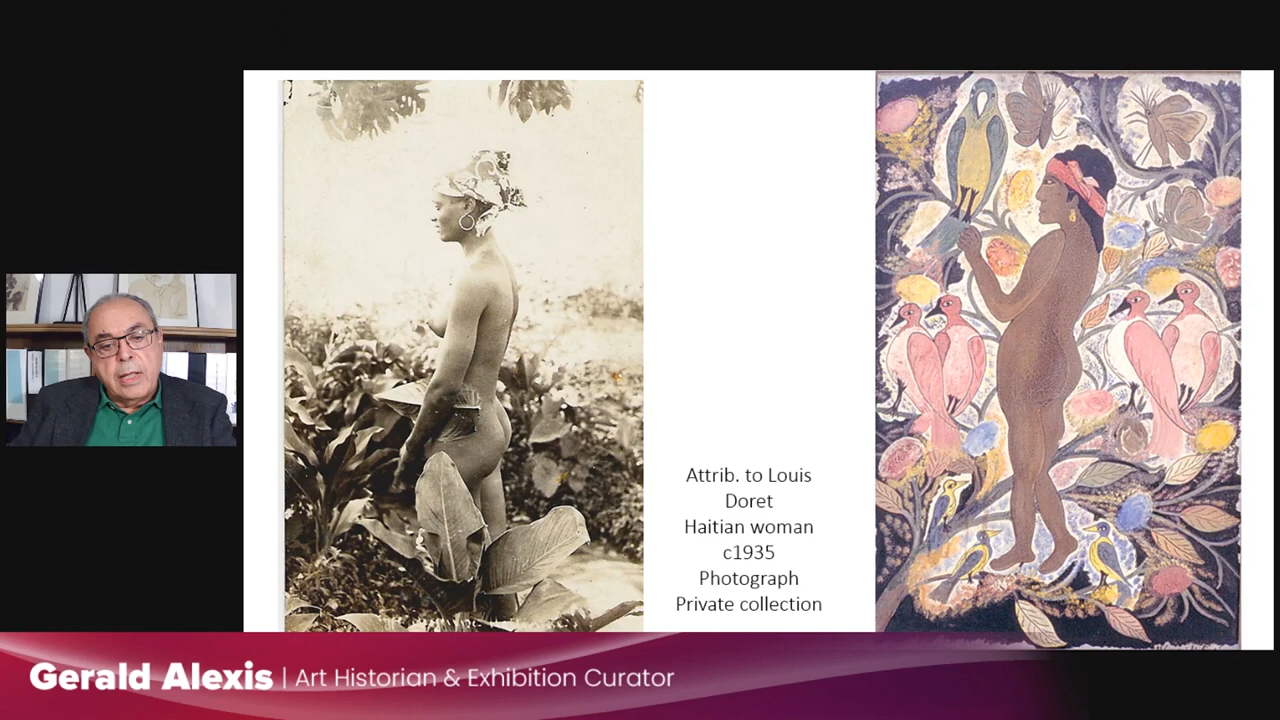 Attrib. to Louis
Doret
Haitian woman
c1935
Photograph
Private collection
Gerald Alexis | Art Historian & Exhibition Curator